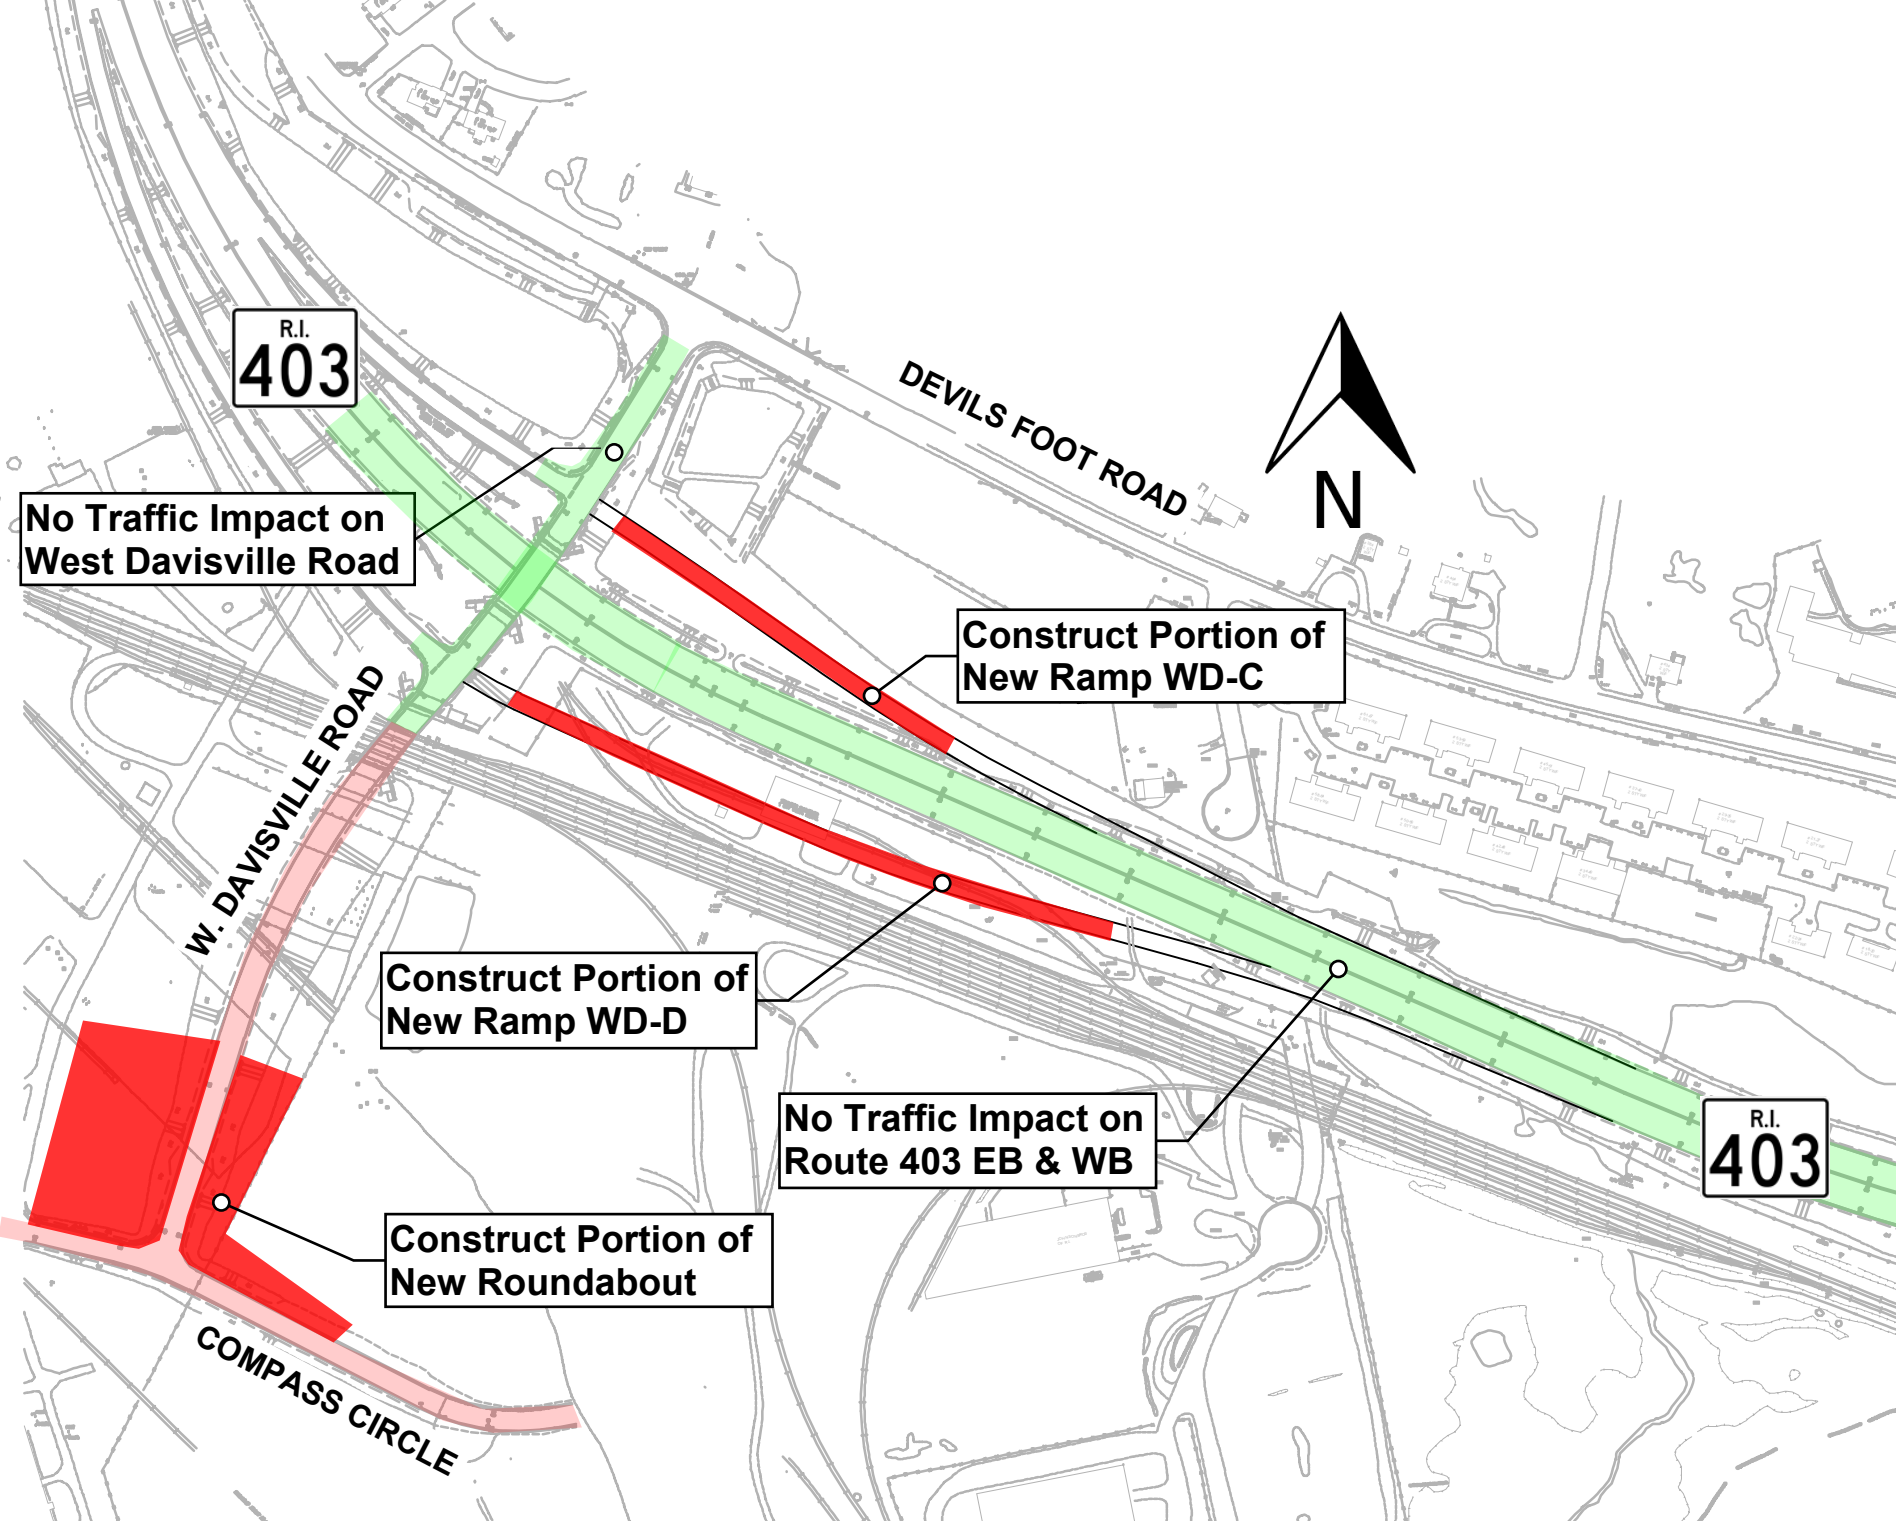 R.I.
403
DEVILS FOOT ROAD
N
No Traffic Impact on
West Davisville Road
Construct Portion of
New Ramp WD-C
W. DAVISVILLE ROAD
Construct Portion of
New Ramp WD-D
No Traffic Impact on
Route 403 EB & WB
R.I.
403
Construct Portion of
New Roundabout
COMPASS CIRCLE